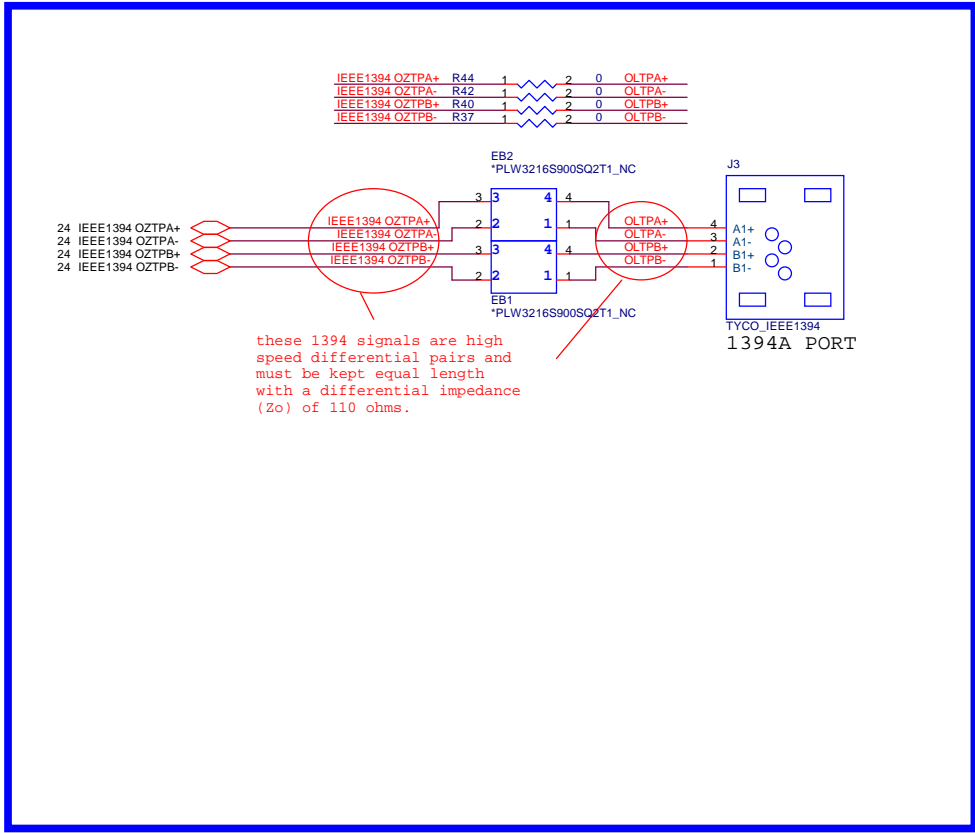 IEEE1394 OZTPA+ R44 1 2 0 OLTPA+
IEEE1394 OZTPA- R42 1 2 0 OLTPA-
IEEE1394 OZTPB+ R40 1 2 0 OLTPB+
IEEE1394 OZTPB- R37 1 2 0 OLTPB-
EB2
*PLW3216S900SQ2T1_NC
J3
3 3 4 4
24 IEEE1394 OZTPA+ IEEE1394 OZTPA+ 2 2 1 1 OLTPA+ 4 A1+
24 IEEE1394 OZTPA- IEEE1394 OZTPA- OLTPA- 3 A1-
24 IEEE1394 OZTPB+ IEEE1394 OZTPB+ 3 3 4 4 OLTPB+ 2 B1+
24 IEEE1394 OZTPB- IEEE1394 OZTPB- OLTPB- 1 B1-
2 2 1 1
EB1
*PLW3216S900SQ2T1_NC
TYCO_IEEE1394
1394A PORT
these 1394 signals are high
speed differential pairs and
must be kept equal length
with a differential impedance
(Zo) of 110 ohms.